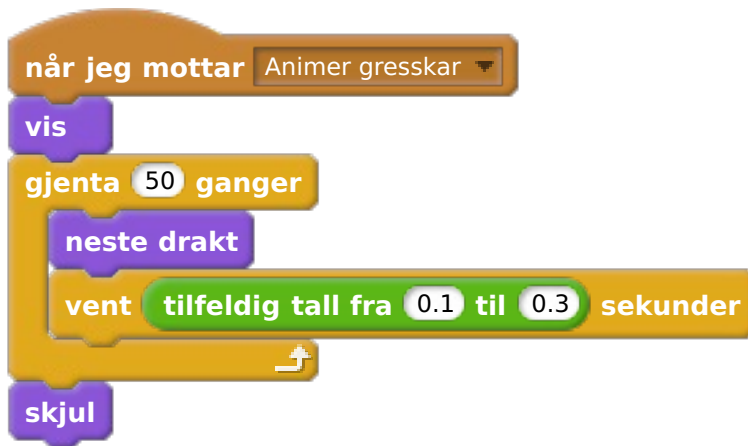 når jeg mottar Animer gresskar
vis
gjenta 50 ganger
neste drakt
vent tilfeldig tall fra 0.1 til 0.3 sekunder
skjul